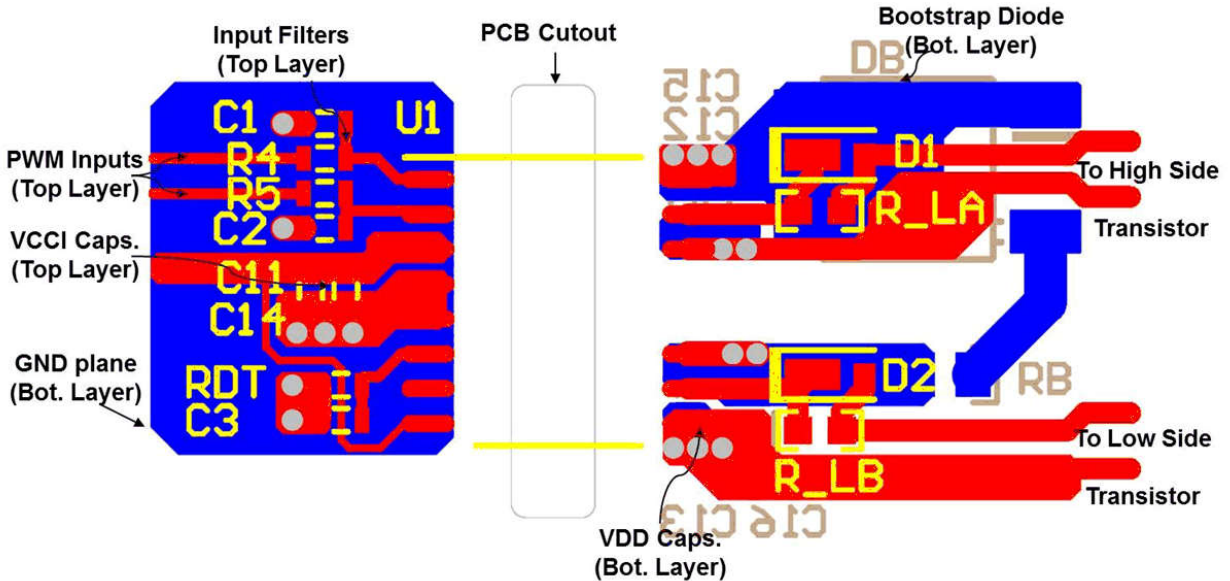 Input Filters
(Top Layer)
PCB Cutout
Bootstrap Diode
(Bot. Layer)
DB
C15
C12
C1
U1
PWM Inputs
(Top Layer)
R4
R5
D1
To High Side
R_LA
Transistor
C2
VCCI Caps.
(Top Layer)
C11
C14
GND plane
(Bot. Layer)
RDT
C3
D2
RB
To Low Side
R_LB
Transistor
C13
C16
VDD Caps.
(Bot. Layer)